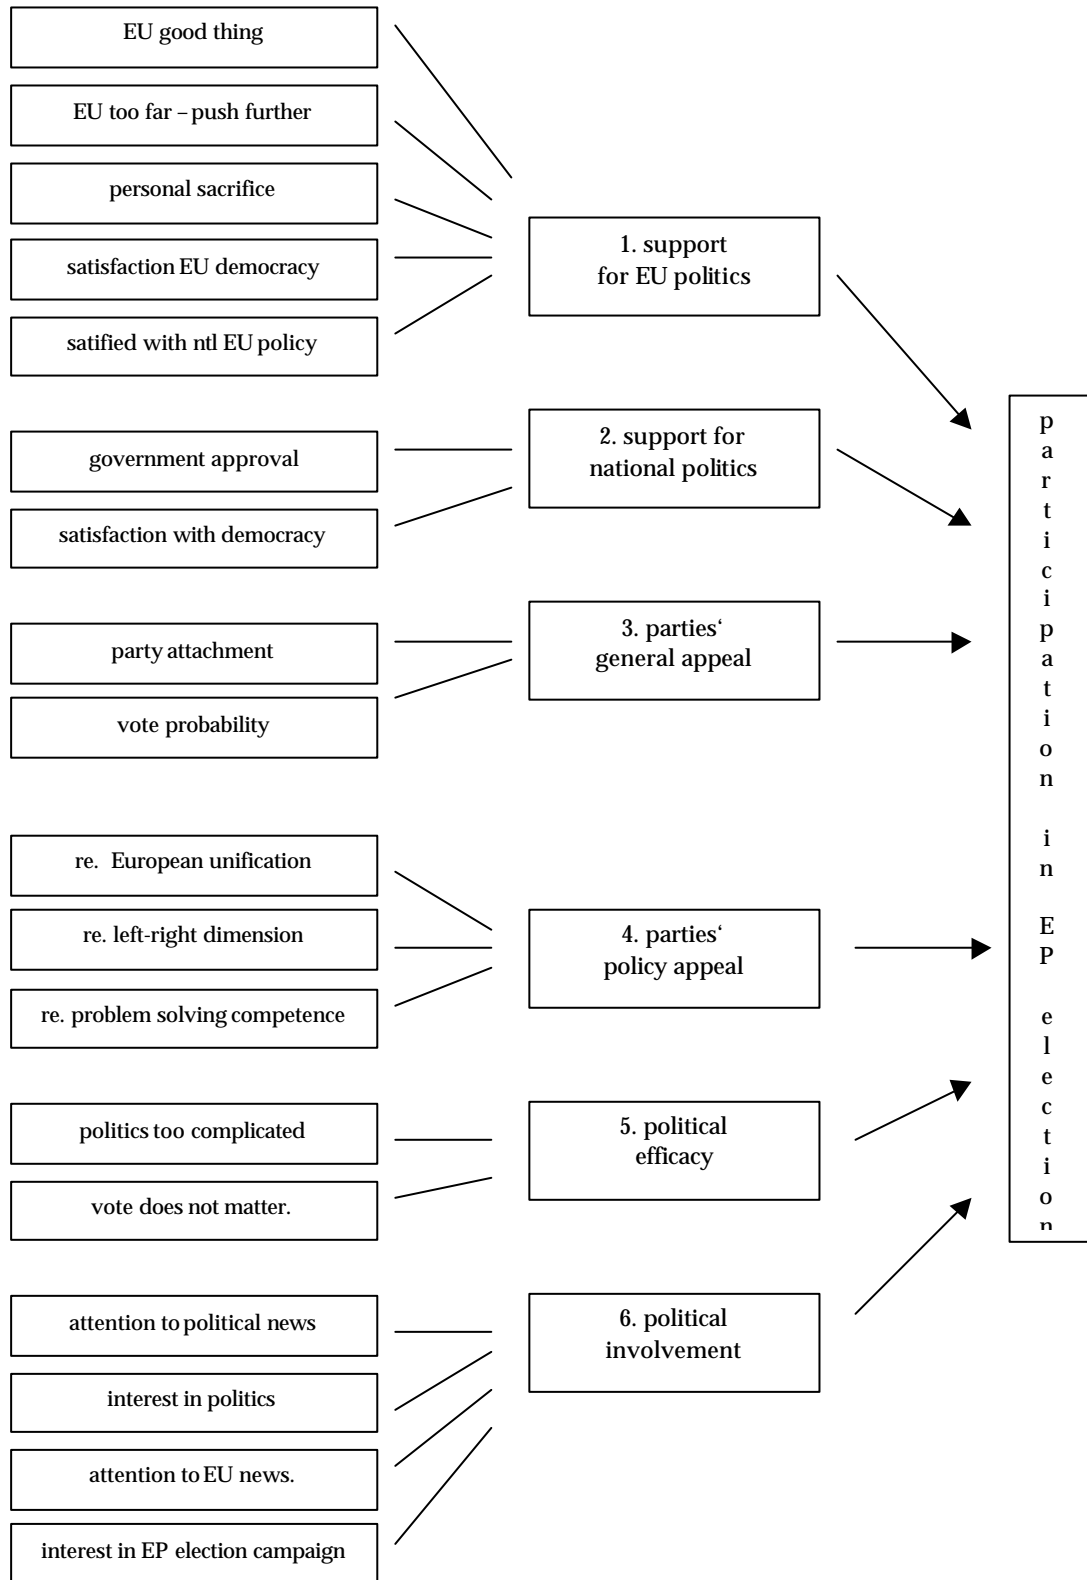 EU good thing
EU too far – push further
personal sacrifice
satisfaction EU democracy
satified with ntl EU policy
1. support
for EU politics
government approval
satisfaction with democracy
2. support for
national politics
party attachment
vote probability
3. parties‘
general appeal
re. European unification
re. left-right dimension
re. problem solving competence
4. parties‘
policy appeal
politics too complicated
vote does not matter.
5. political
efficacy
attention to political news
interest in politics
attention to EU news.
interest in EP election campaign
6. political
involvement
participation in EP election